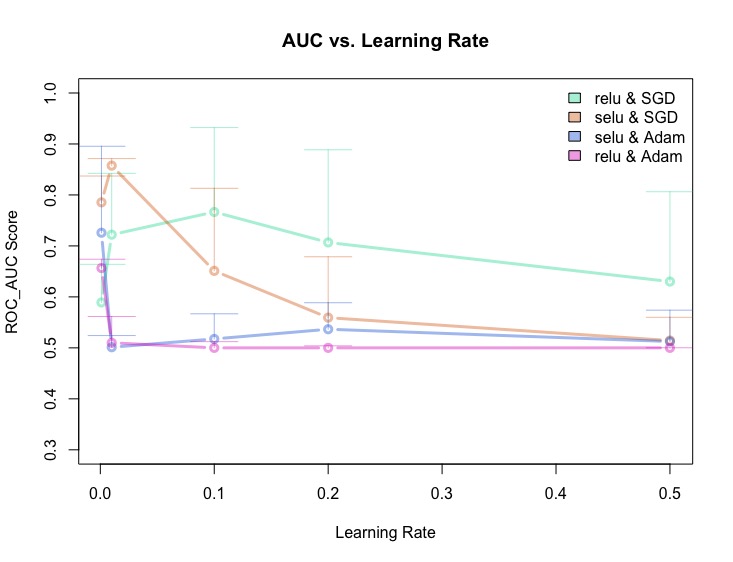 AUC vs. Learning Rate
relu & SGD
selu & SGD
selu & Adam
relu & Adam
ROC_AUC Score
1.0
0.9
0.8
0.7
0.6
0.5
0.4
0.3
0.0 0.1 0.2 0.3 0.4 0.5
Learning Rate